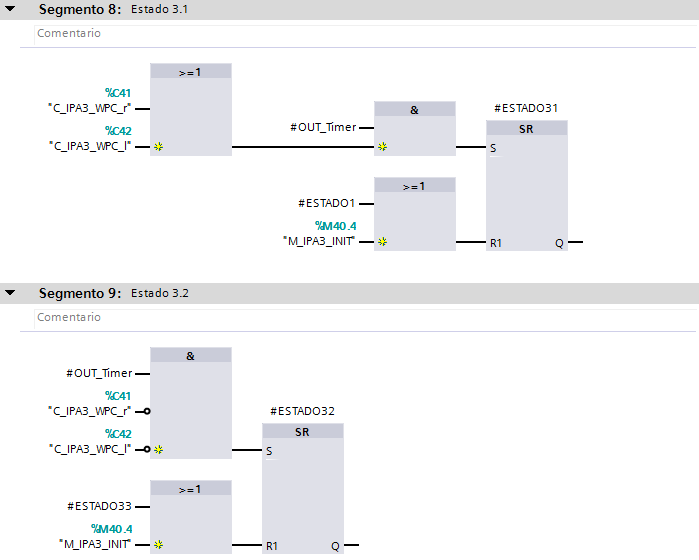 Segmento 8: Estado 3.1
Comentario
>=1
%C41
"C_IPA3_WPC_r"
%C42
"C_IPA3_WPC_l"
#OUT_Timer
&
#ESTADO31
SR
S
#ESTADO1
>=1
%M40.4
"M_IPA3_INIT"
R1 Q
Segmento 9: Estado 3.2
Comentario
&
#OUT_Timer
%C41
"C_IPA3_WPC_r"
%C42
"C_IPA3_WPC_l"
#ESTADO32
SR
S
>=1
#ESTADO33
%M40.4
"M_IPA3_INIT"
R1 Q